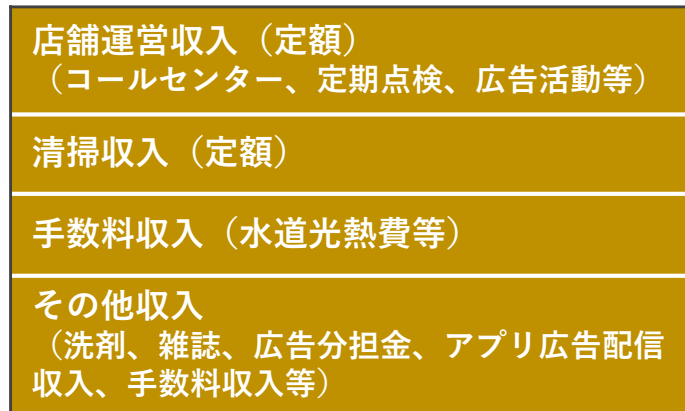 店舗運営収入（定額）
（コールセンター、定期点検、広告活動等）
清掃収入（定額）
手数料収入（水道光熱費等）
その他収入
（洗剤、雑誌、広告分担金、アプリ広告配信
収入、手数料収入等）